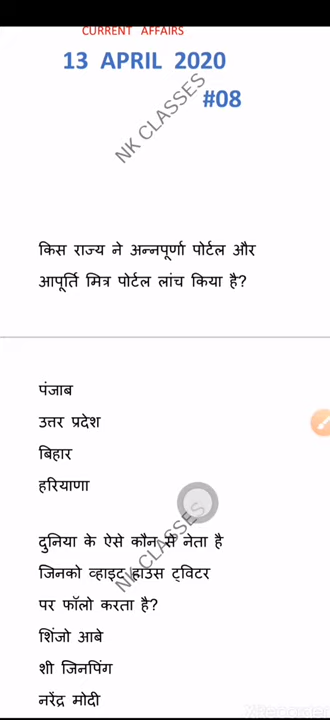 CURRENT AFFAIRS
13 APRIL 2020
#08
NK CLASSES
किस राज्य ने अन्नपूर्णा पोर्टल और
आपूर्ति मित्र पोर्टल लांच किया है?
पंजाब
उत्तर प्रदेश
बिहार
हरियाणा
NK CLASSES
दुनिया के ऐसे कौन से नेता है
जिनको व्हाइट हाउस ट्विटर
पर फॉलो करता है?
शिंजो आबे
शी जिनपिंग
नरेंद्र मोदी